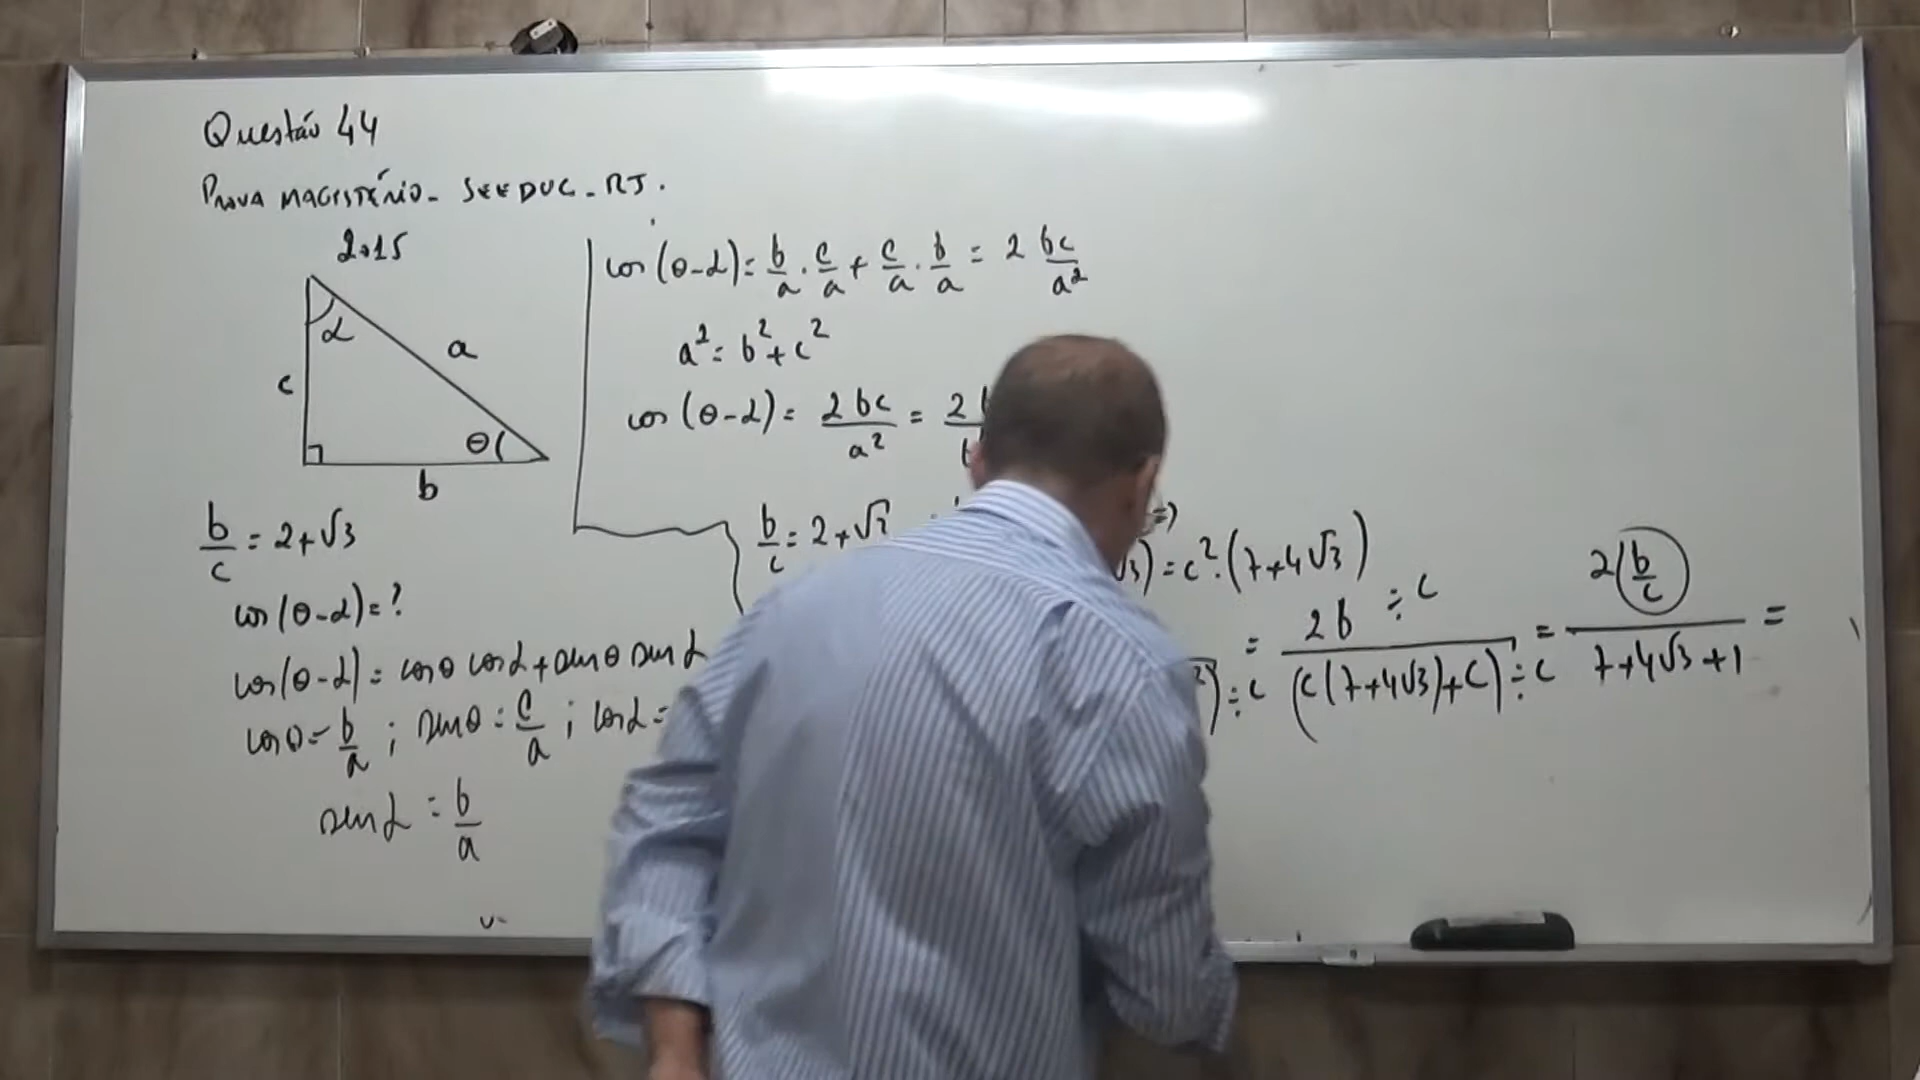 Questão 44
PROVA MAGISTÉRIO - SEEDUC - RJ.
2015
α
a
c
θ
b
b/c = 2+√3
cos(θ-α)=?
cos(θ-α) = cosθ cosα + senθ senα
cosθ = b/a ; senθ = c/a ; cosα =
senα = b/a
cos(θ-α) = b/a . c/a + c/a . b/a = 2 bc/a²
a² = b² + c²
cos(θ-α) = 2bc/a² = 2
b/c = 2+√3
√3) = c².(7+4√3)
= 2b ÷ c / (c(7+4√3)+c) ÷ c = 2(b/c) / 7+4√3+1 =